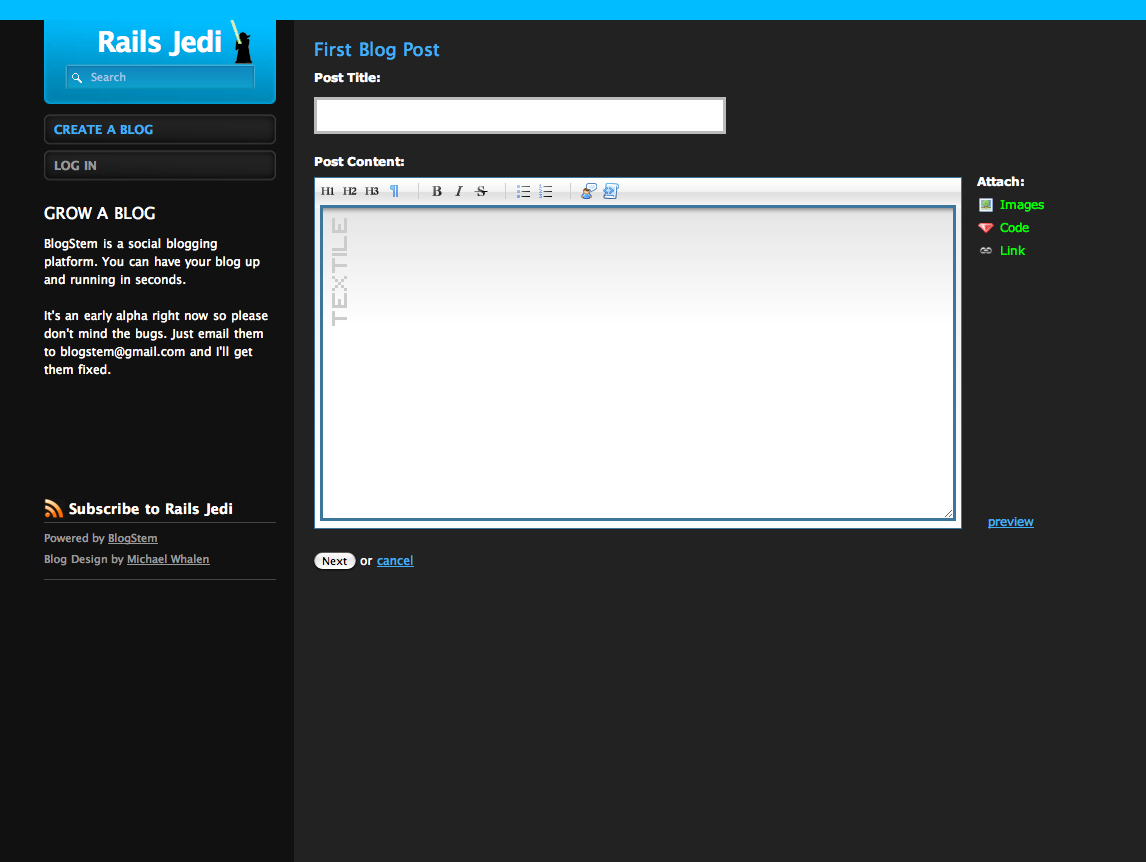 Rails Jedi
Search
CREATE A BLOG
LOG IN
GROW A BLOG
BlogStem is a social blogging
platform. You can have your blog up
and running in seconds.
It's an early alpha right now so please
don't mind the bugs. Just email them
to blogstem@gmail.com and I'll get
them fixed.
Subscribe to Rails Jedi
Powered by BlogStem
Blog Design by Michael Whalen
First Blog Post
Post Title:
Post Content:
H1 H2 H3 ¶ B I S
TEXTILE
Attach:
Images
Code
Link
preview
Next or cancel